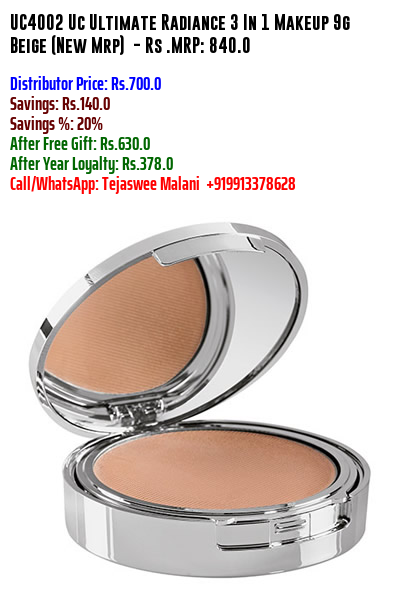 UC4002 Uc Ultimate Radiance 3 In 1 Makeup 9g
Beige (New Mrp) - Rs .MRP: 840.0
Distributor Price: Rs.700.0
Savings: Rs.140.0
Savings %: 20%
After Free Gift: Rs.630.0
After Year Loyalty: Rs.378.0
Call/WhatsApp: Tejaswee Malani +919913378628